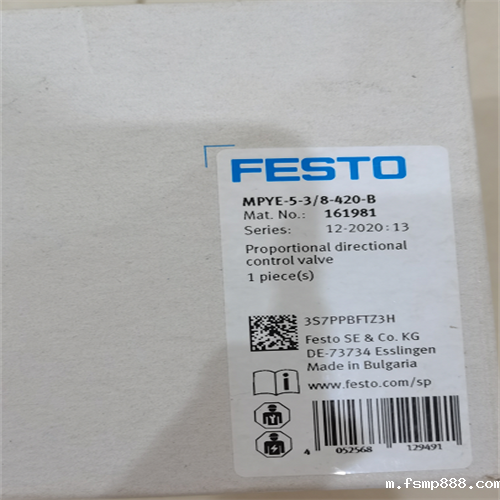 FESTO
MPYE-5-3/8-420-B
Mat. No.: 161981
Series: 12-2020:13
Proportional directional
control valve
1 piece(s)
3S7PPBFTZ3H
Festo SE & Co. KG
DE-73734 Esslingen
Made in Bulgaria
www.festo.com/sp
4 052568 129491
m.fsmp888.com